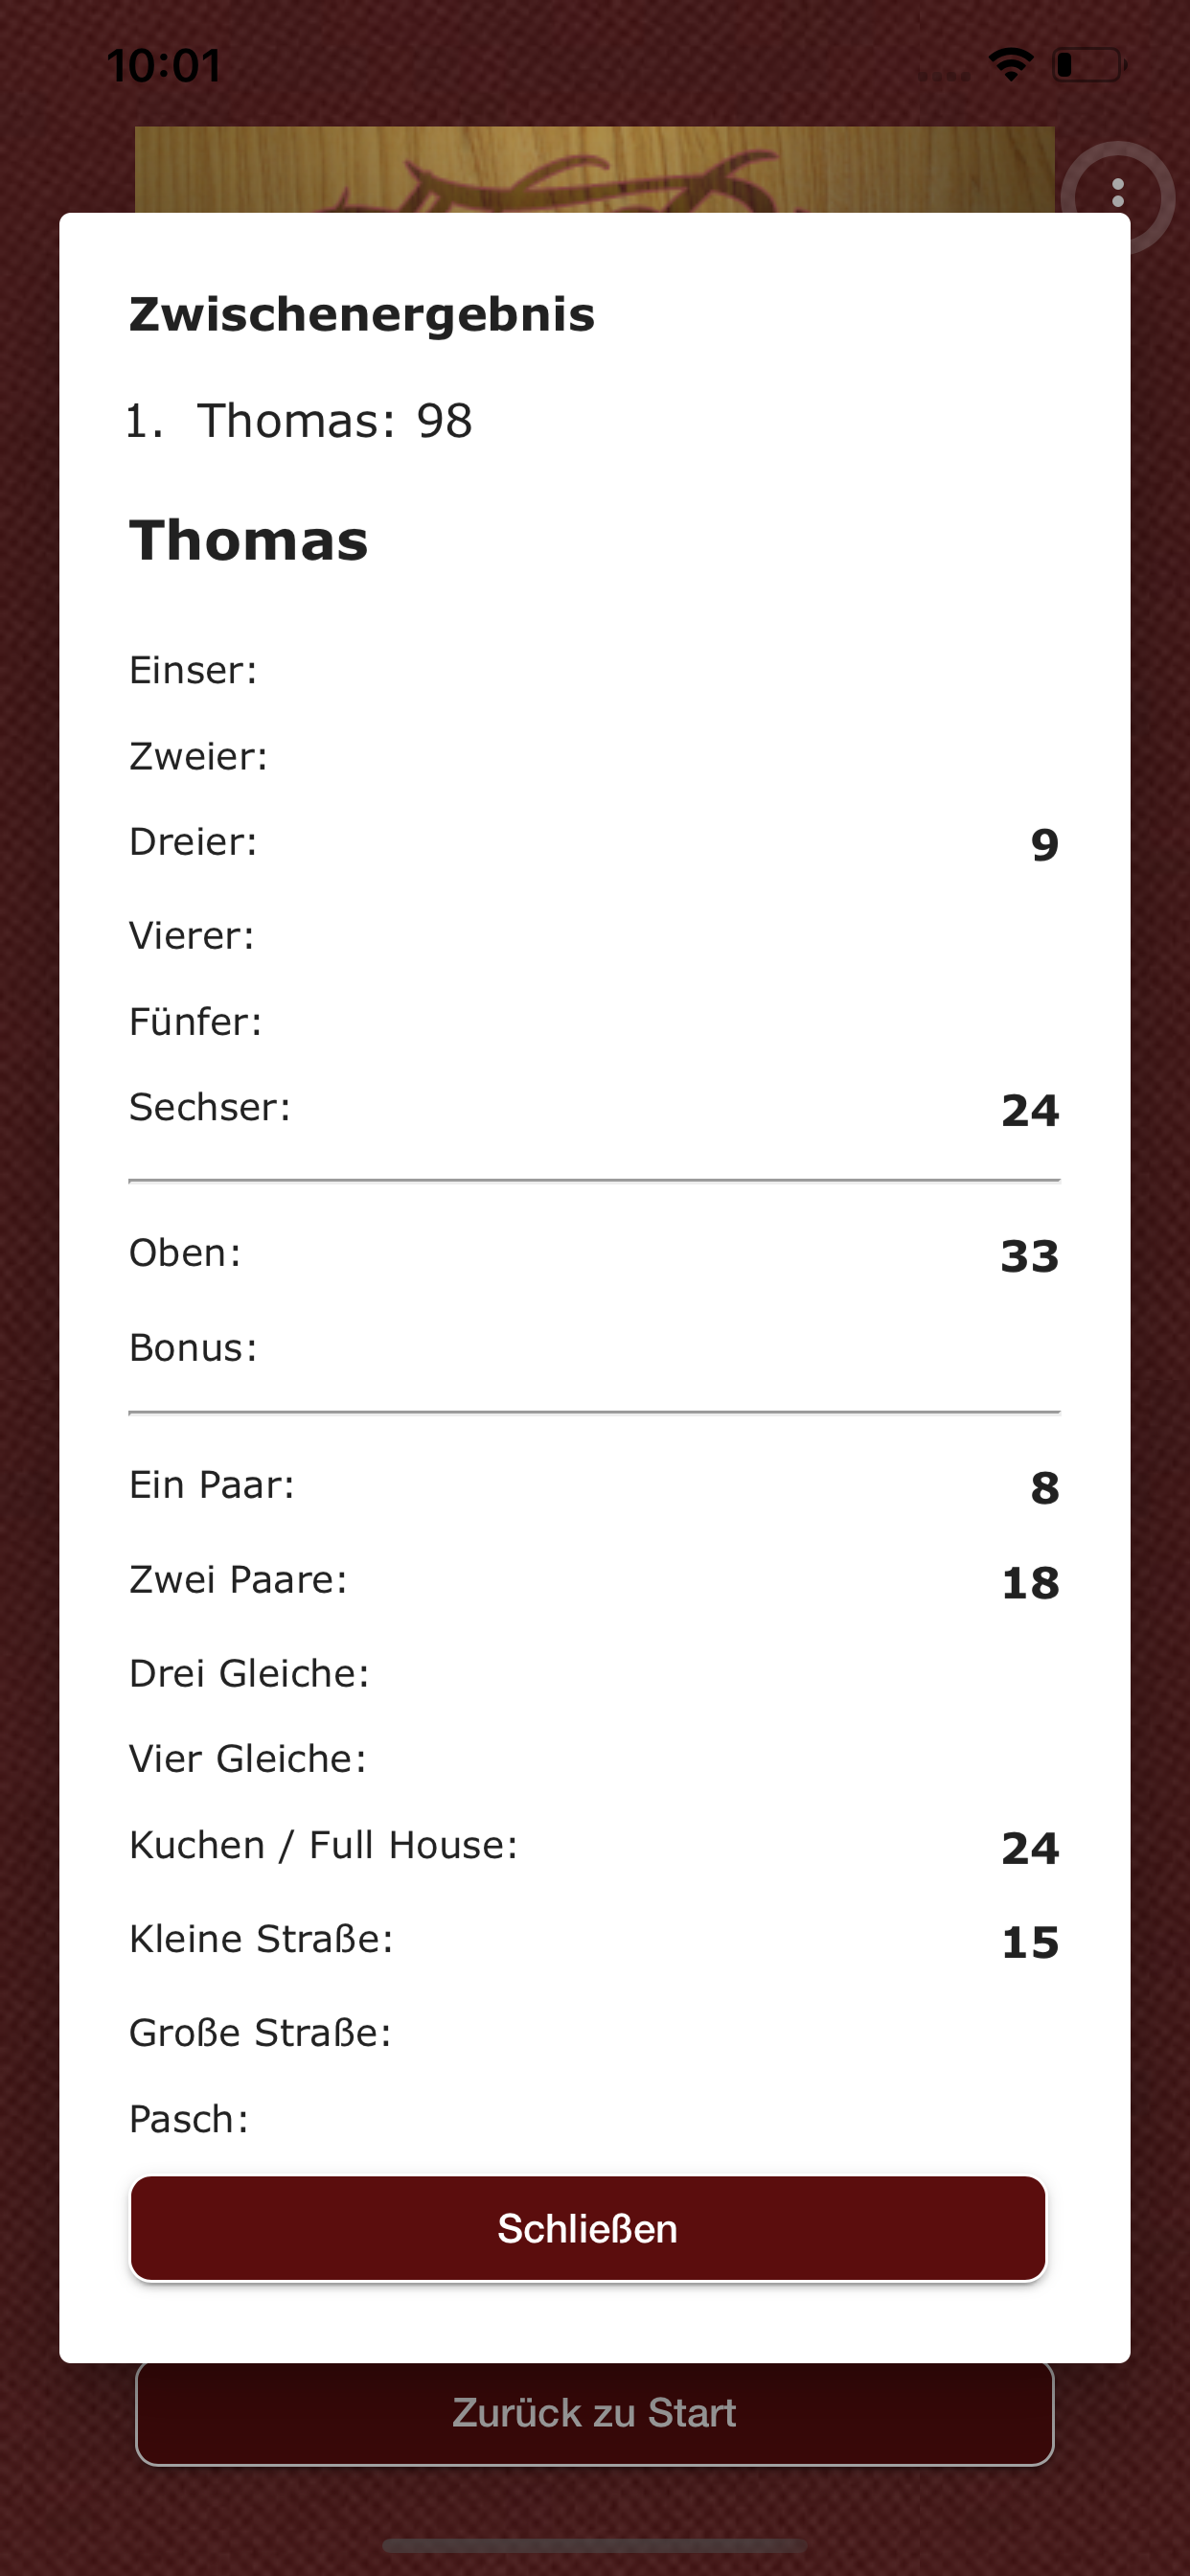 10:01
Zwischenergebnis
1. Thomas: 98
Thomas
Einser:
Zweier:
Dreier: 9
Vierer:
Fünfer:
Sechser: 24
Oben: 33
Bonus:
Ein Paar: 8
Zwei Paare: 18
Drei Gleiche:
Vier Gleiche:
Kuchen / Full House: 24
Kleine Straße: 15
Große Straße:
Pasch:
Schließen
Zurück zu Start